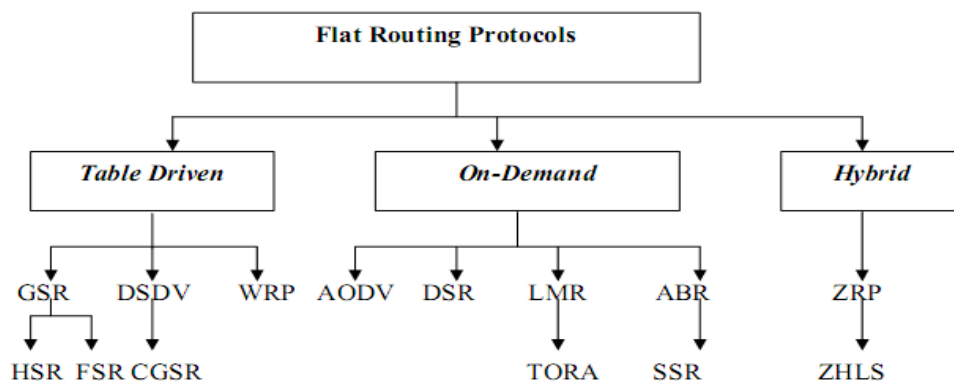 Flat Routing Protocols
Table Driven On-Demand Hybrid
GSR DSDV WRP AODV DSR LMR ABR ZRP
HSR FSR CGSR TORA SSR ZHLS